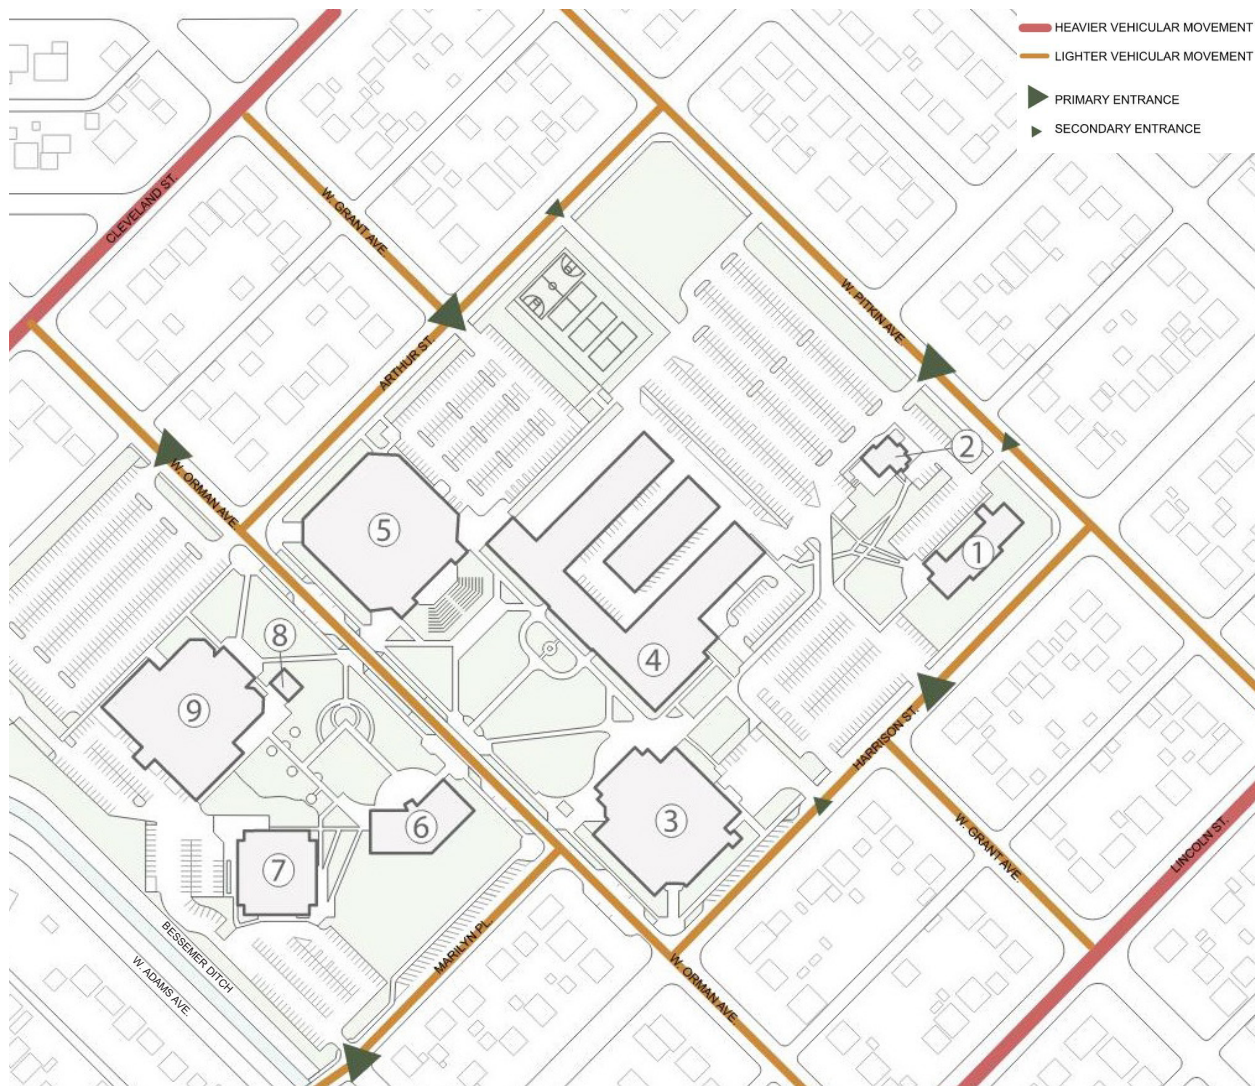 HEAVIER VEHICULAR MOVEMENT
LIGHTER VEHICULAR MOVEMENT
PRIMARY ENTRANCE
SECONDARY ENTRANCE
CLEVELAND ST.
W. GRANT AVE.
W. PITKIN AVE.
ARTHUR ST.
W. ORMAN AVE.
2
5
1
8
4
9
HARRISON ST.
3
6
7
W. GRANT AVE.
LINCOLN ST.
MARILYN PL.
BESSEMER DITCH
W. ADAMS AVE.
W. ORMAN AVE.